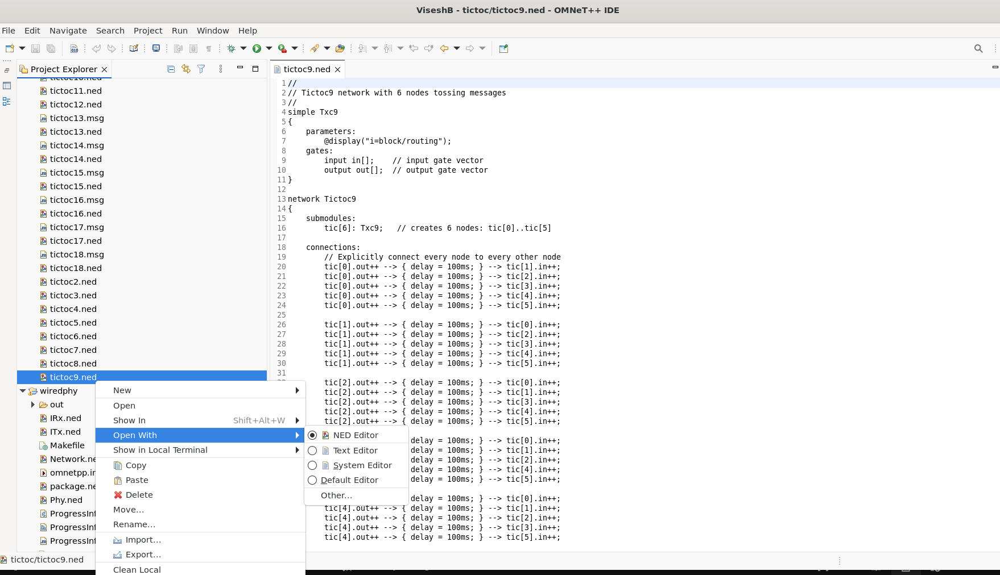 ViseshB - tictoc/tictoc9.ned - OMNeT++ IDE
File Edit Navigate Search Project Run Window Help
Project Explorer
tictoc11.ned
tictoc12.ned
tictoc13.msg
tictoc13.ned
tictoc14.msg
tictoc14.ned
tictoc15.msg
tictoc15.ned
tictoc16.msg
tictoc16.ned
tictoc17.msg
tictoc17.ned
tictoc18.msg
tictoc18.ned
tictoc2.ned
tictoc3.ned
tictoc4.ned
tictoc5.ned
tictoc6.ned
tictoc7.ned
tictoc8.ned
tictoc9.ned
wiredphy
out
IRx.ned
ITx.ned
Makefile
Network.ne
omnetpp.in
package.ne
Phy.ned
ProgressInf
ProgressInf
ProgressInf
New
Open
Show In Shift+Alt+W
Open With
Show in Local Terminal
Copy
Paste
Delete
Move...
Rename...
Import...
Export...
Clean Local
NED Editor
Text Editor
System Editor
Default Editor
Other...
tictoc9.ned
1 //
2 // Tictoc9 network with 6 nodes tossing messages
3 //
4 simple Txc9
5 {
6 parameters:
7 @display("i=block/routing");
8 gates:
9 input in[]; // input gate vector
10 output out[]; // output gate vector
11 }
12
13 network Tictoc9
14 {
15 submodules:
16 tic[6]: Txc9; // creates 6 nodes: tic[0]..tic[5]
17
18 connections:
19 // Explicitly connect every node to every other node
20 tic[0].out++ --> { delay = 100ms; } --> tic[1].in++;
21 tic[0].out++ --> { delay = 100ms; } --> tic[2].in++;
22 tic[0].out++ --> { delay = 100ms; } --> tic[3].in++;
23 tic[0].out++ --> { delay = 100ms; } --> tic[4].in++;
24 tic[0].out++ --> { delay = 100ms; } --> tic[5].in++;
25
26 tic[1].out++ --> { delay = 100ms; } --> tic[0].in++;
27 tic[1].out++ --> { delay = 100ms; } --> tic[2].in++;
28 tic[1].out++ --> { delay = 100ms; } --> tic[3].in++;
29 tic[1].out++ --> { delay = 100ms; } --> tic[4].in++;
30 tic[1].out++ --> { delay = 100ms; } --> tic[5].in++;
31
tic[2].out++ --> { delay = 100ms; } --> tic[0].in++;
tic[2].out++ --> { delay = 100ms; } --> tic[1].in++;
tic[2].out++ --> { delay = 100ms; } --> tic[3].in++;
tic[2].out++ --> { delay = 100ms; } --> tic[4].in++;
tic[2].out++ --> { delay = 100ms; } --> tic[5].in++;
delay = 100ms; } --> tic[0].in++;
delay = 100ms; } --> tic[1].in++;
delay = 100ms; } --> tic[2].in++;
delay = 100ms; } --> tic[4].in++;
delay = 100ms; } --> tic[5].in++;
delay = 100ms; } --> tic[0].in++;
tic[4].out++ --> { delay = 100ms; } --> tic[1].in++;
tic[4].out++ --> { delay = 100ms; } --> tic[2].in++;
tic[4].out++ --> { delay = 100ms; } --> tic[3].in++;
tic[4].out++ --> { delay = 100ms; } --> tic[5].in++;
tictoc/tictoc9.ned